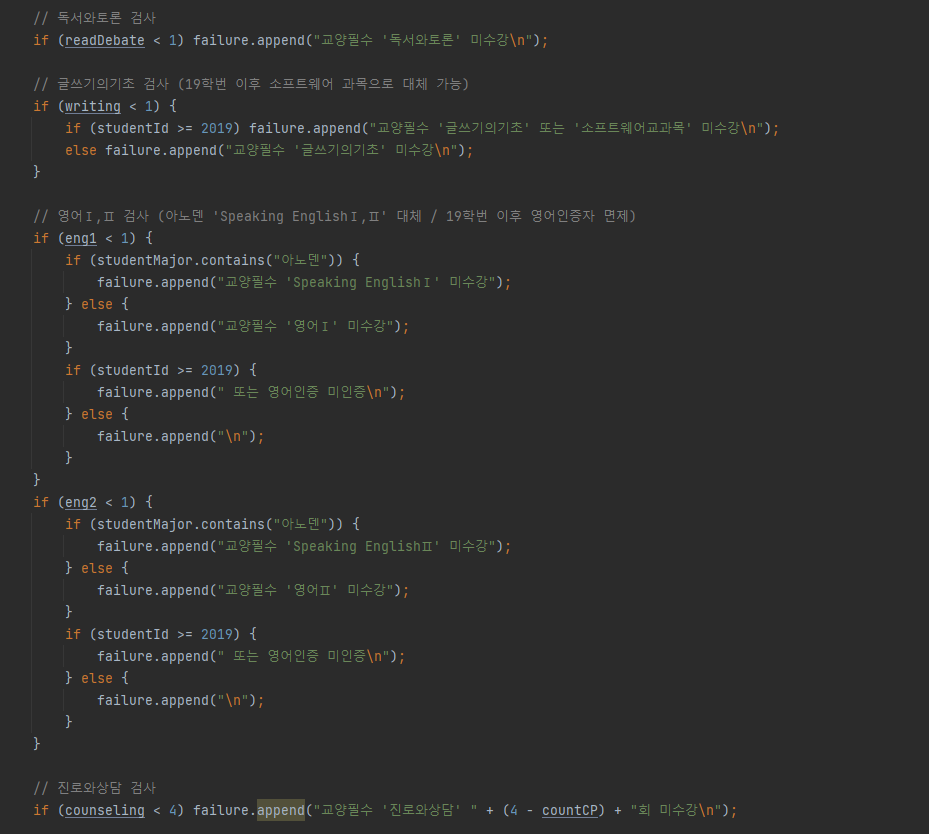 // 독서와토론 검사
if (readDebate < 1) failure.append("교양필수 '독서와토론' 미수강\n");
// 글쓰기의기초 검사 (19학번 이후 소프트웨어 과목으로 대체 가능)
if (writing < 1) {
if (studentId >= 2019) failure.append("교양필수 '글쓰기의기초' 또는 '소프트웨어교과목' 미수강\n");
else failure.append("교양필수 '글쓰기의기초' 미수강\n");
}
// 영어Ⅰ,Ⅱ 검사 (아노덴 'Speaking EnglishⅠ,Ⅱ' 대체 / 19학번 이후 영어인증자 면제)
if (eng1 < 1) {
if (studentMajor.contains("아노덴")) {
failure.append("교양필수 'Speaking EnglishⅠ' 미수강");
} else {
failure.append("교양필수 '영어Ⅰ' 미수강");
}
if (studentId >= 2019) {
failure.append(" 또는 영어인증 미인증\n");
} else {
failure.append("\n");
}
}
if (eng2 < 1) {
if (studentMajor.contains("아노덴")) {
failure.append("교양필수 'Speaking EnglishⅡ' 미수강");
} else {
failure.append("교양필수 '영어Ⅱ' 미수강");
}
if (studentId >= 2019) {
failure.append(" 또는 영어인증 미인증\n");
} else {
failure.append("\n");
}
}
// 진로와상담 검사
if (counseling < 4) failure.append("교양필수 '진로와상담' " + (4 - countCP) + "회 미수강\n");